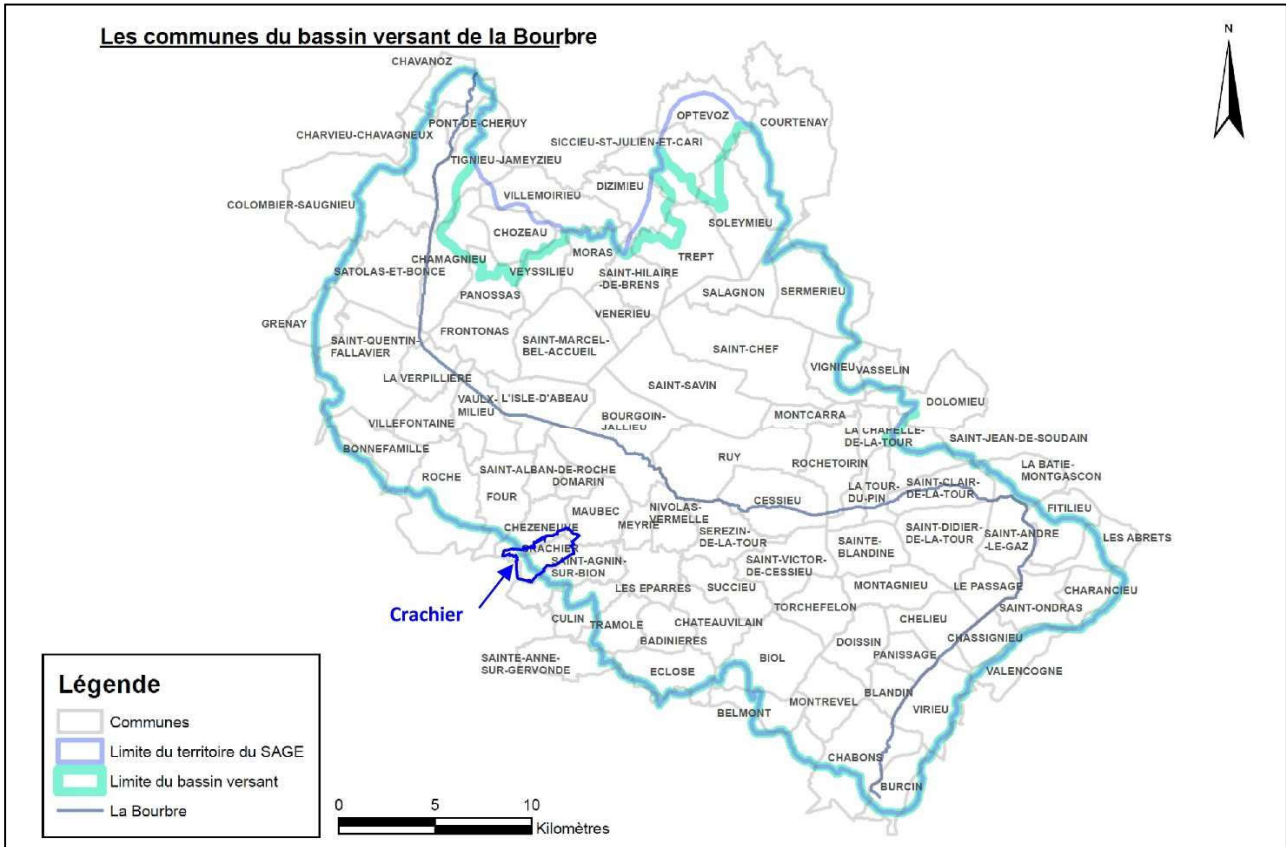 Les communes du bassin versant de la Bourbre
N
CHAVANOZ
OPTEVOZ
COURTENAY
PONT-DE-CHERUY
CHARVIEU-CHAVAGNEUX
SICCIEU-ST-JULIEN-ET-CARI
TIGNIEU-JAMEYZIEU
DIZIMIEU
VILLEMOIRIEU
COLOMBIER-SAUGNIEU
SOLEYMIEU
CHOZEAU
MORAS
TREPT
CHAMAGNIEU
VEYSSILIEU
SATOLAS-ET-BONCE
SAINT-HILAIRE
-DE-BRENS
PANOSSAS
SALAGNON
SERMERIEU
VENERIEU
GRENAY
FRONTONAS
SAINT-QUENTIN-
FALLAVIER
SAINT-MARCEL-
BEL-ACCUEIL
SAINT-CHEF
VIGNIEU
VASSELIN
LA VERPILLIERE
SAINT-SAVIN
VAULX-
MILIEU
L'ISLE-D'ABEAU
DOLOMIEU
BOURGOIN-
JALLIEU
MONTCARRA
VILLEFONTAINE
LA CHAPELLE-
DE-LA-TOUR
SAINT-JEAN-DE-SOUDAIN
BONNEFAMILLE
RUY
ROCHETOIRIN
LA BATIE-
MONTGASCON
ROCHE
SAINT-ALBAN-DE-ROCHE
DOMARIN
LA TOUR-
DU-PIN
SAINT-CLAIR-
DE-LA-TOUR
FOUR
CESSIEU
FITILIEU
MAUBEC
NIVOLAS-
VERMELLE
CHEZENEUVE
MEYRIE
SEREZIN-
DE-LA-TOUR
SAINT-DIDIER-
DE-LA-TOUR
SAINT-ANDRE
-LE-GAZ
LES ABRETS
SAINTE-
BLANDINE
CRACHIER
SAINT-AGNIN-
SUR-BION
SAINT-VICTOR-
DE-CESSIEU
LES EPARRES
SUCCIEU
MONTAGNIEU
LE PASSAGE
CHARANCIEU
Crachier
TORCHEFELON
SAINT-ONDRAS
CULIN
TRAMOLE
CHATEAUVILAIN
CHELIEU
BADINIERES
DOISSIN
CHASSIGNIEU
SAINTE-ANNE-
SUR-GERVONDE
PANISSAGE
ECLOSE
BIOL
VALENCOGNE
BLANDIN
MONTREVEL
VIRIEU
BELMONT
CHABONS
BURCIN
Légende
Communes
Limite du territoire du SAGE
Limite du bassin versant
La Bourbre
0 5 10
Kilomètres